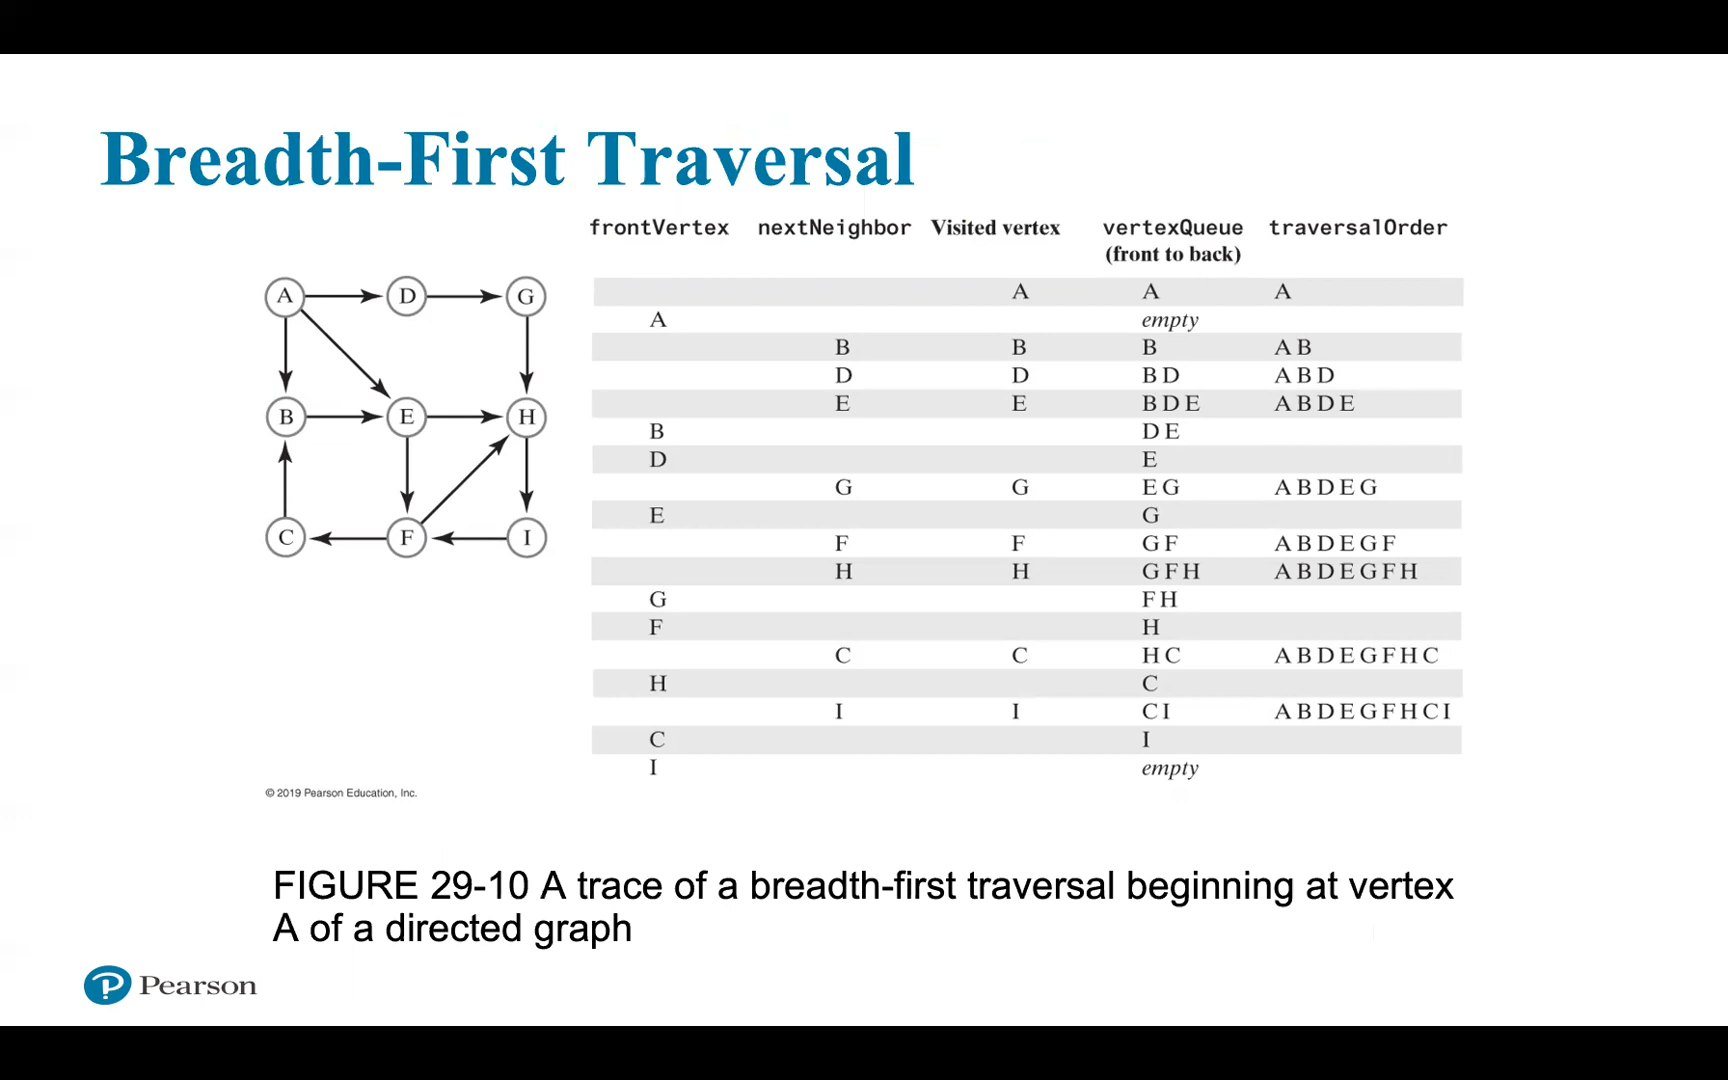 Breadth-First Traversal
frontVertex nextNeighbor Visited vertex vertexQueue traversalOrder
(front to back)
A D G
B E H
C F I
A A A
A empty
B B B A B
D D B D A B D
E E B D E A B D E
B D E
D E
G G E G A B D E G
E G
F F G F A B D E G F
H H G F H A B D E G F H
G F H
F H
C C H C A B D E G F H C
H C
I I C I A B D E G F H C I
C I
I empty
© 2019 Pearson Education, Inc.
FIGURE 29-10 A trace of a breadth-first traversal beginning at vertex
A of a directed graph
P Pearson